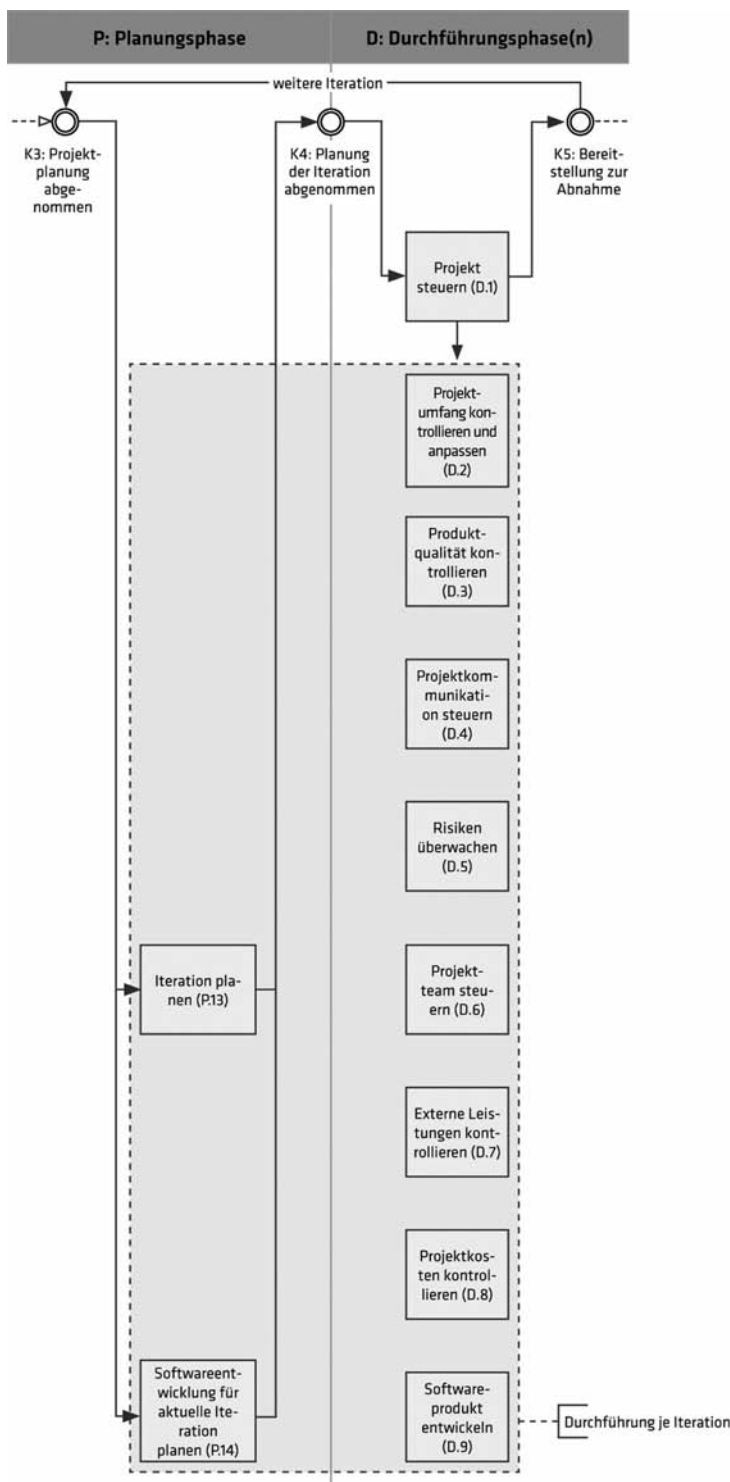 P: Planungsphase
D: Durchführungsphase(n)
weitere Iteration
K3: Projekt-
planung
abge-
nommen
K4: Planung
der Iteration
abgenommen
K5: Bereit-
stellung zur
Abnahme
Projekt
steuern (D.1)
Projekt-
umfang kon-
trollieren und
anpassen
(D.2)
Produkt-
qualität kon-
trollieren
(D.3)
Projektkom-
munikati-
on steuern
(D.4)
Risiken
überwachen
(D.5)
Iteration pla-
nen (P.13)
Projekt-
team steu-
ern (D.6)
Externe Leis-
tungen kont-
rollieren (D.7)
Projektkos-
ten kontrol-
lieren (D.8)
Softwareent-
wicklung für
aktuelle Ite-
ration
planen (P.14)
Software-
produkt
entwickeln
(D.9)
Durchführung je Iteration